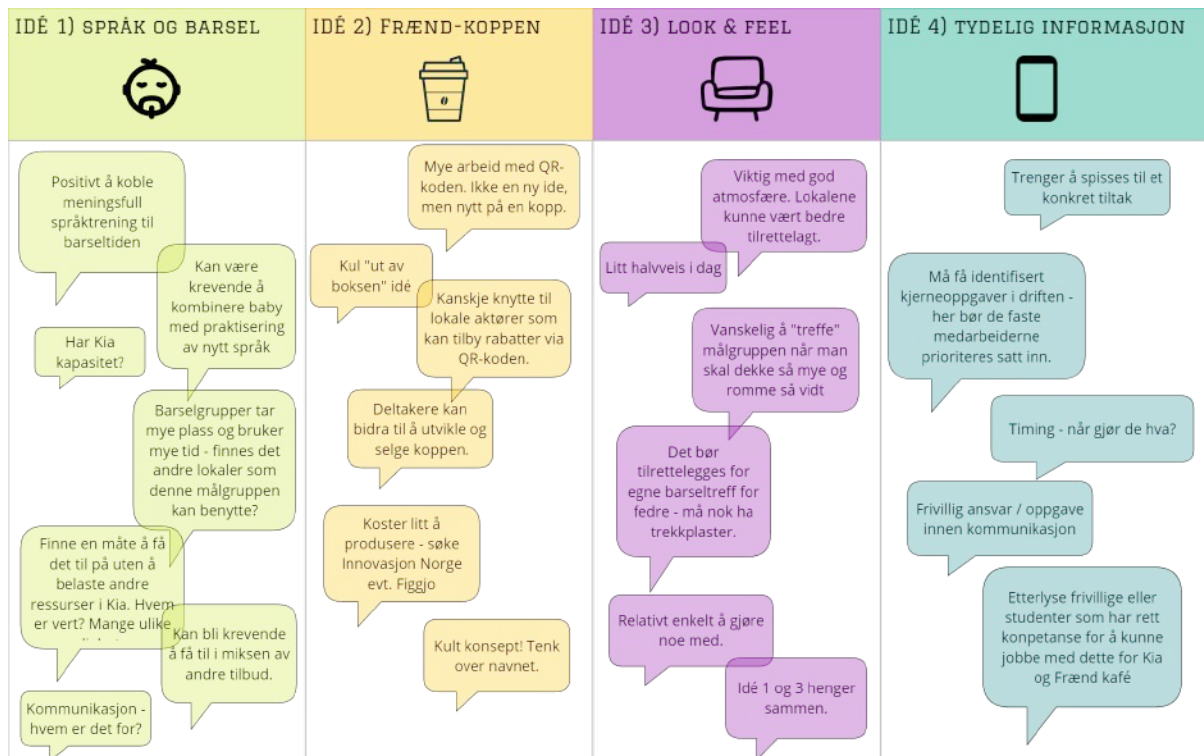 IDÉ 1) SPRÅK OG BARSEL
Positivt å koble
meningsfull
språktrening til
barseltiden
Kan være
krevende å
kombinere baby
med praktisering
av nytt språk
Har Kia
kapasitet?
Barselgrupper tar
mye plass og bruker
mye tid - finnes det
andre lokaler som
denne målgruppen
kan benytte?
Finne en måte å få
det til på uten å
belaste andre
ressurser i Kia. Hvem
er vert? Mange ulike
Kan bli krevende
å få til i miksen av
andre tilbud.
Kommunikasjon -
hvem er det for?
IDÉ 2) FRÆND-KOPPEN
Mye arbeid med QR-
koden. Ikke en ny ide,
men nytt på en kopp.
Kul "ut av
boksen" idé
Kanskje knytte til
lokale aktører som
kan tilby rabatter via
QR-koden.
Deltakere kan
bidra til å utvikle og
selge koppen.
Koster litt å
produsere - søke
Innovasjon Norge
evt. Figgjo
Kult konsept! Tenk
over navnet.
IDÉ 3) LOOK & FEEL
Viktig med god
atmosfære. Lokalene
kunne vært bedre
tilrettelagt.
Litt halvveis i dag
Vanskelig å "treffe"
målgruppen når man
skal dekke så mye og
romme så vidt
Det bør
tilrettelegges for
egne barseltreff for
fedre - må nok ha
trekkplaster.
Relativt enkelt å gjøre
noe med.
Idé 1 og 3 henger
sammen.
IDÉ 4) TYDELIG INFORMASJON
Trenger å spisses til et
konkret tiltak
Må få identifisert
kjerneoppgaver i driften -
her bør de faste
medarbeiderne
prioriteres satt inn.
Timing - når gjør de hva?
Frivillig ansvar / oppgave
innen kommunikasjon
Etterlyse frivillige eller
studenter som har rett
konpetanse for å kunne
jobbe med dette for Kia
og Frænd kafé